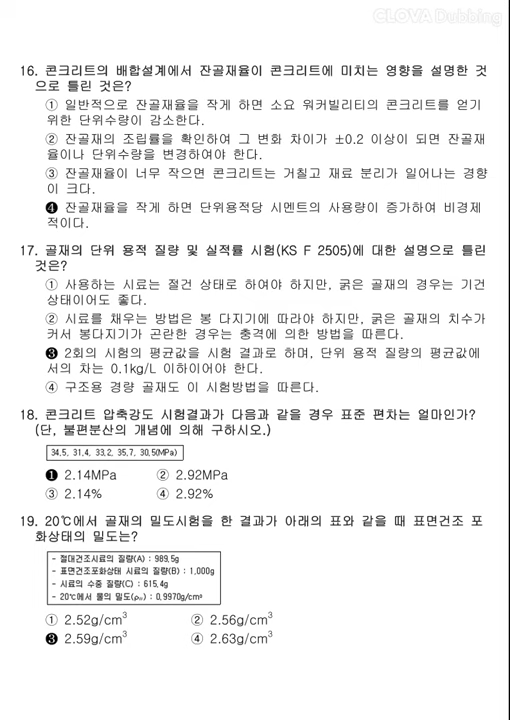 CLOVA Dubbing
16. 콘크리트의 배합설계에서 잔골재율이 콘크리트에 미치는 영향을 설명한 것
으로 틀린 것은?
① 일반적으로 잔골재율을 작게 하면 소요 워커빌리티의 콘크리트를 얻기
위한 단위수량이 감소한다.
② 잔골재의 조립률을 확인하여 그 변화 차이가 ±0.2 이상이 되면 잔골재
율이나 단위수량을 변경하여야 한다.
③ 잔골재율이 너무 작으면 콘크리트는 거칠고 재료 분리가 일어나는 경향
이 크다.
❹ 잔골재율을 작게 하면 단위용적당 시멘트의 사용량이 증가하여 비경제
적이다.
17. 골재의 단위 용적 질량 및 실적률 시험(KS F 2505)에 대한 설명으로 틀린
것은?
① 사용하는 시료는 절건 상태로 하여야 하지만, 굵은 골재의 경우는 기건
상태이어도 좋다.
② 시료를 채우는 방법은 봉 다지기에 따라야 하지만, 굵은 골재의 치수가
커서 봉다지기가 곤란한 경우는 충격에 의한 방법을 따른다.
❸ 2회의 시험의 평균값을 시험 결과로 하며, 단위 용적 질량의 평균값에
서의 차는 0.1kg/L 이하이어야 한다.
④ 구조용 경량 골재도 이 시험방법을 따른다.
18. 콘크리트 압축강도 시험결과가 다음과 같을 경우 표준 편차는 얼마인가?
(단, 불편분산의 개념에 의해 구하시오.)
34.5, 31.4, 33.2, 35.7, 30.5(MPa)
❶ 2.14MPa ② 2.92MPa
③ 2.14% ④ 2.92%
19. 20℃에서 골재의 밀도시험을 한 결과가 아래의 표와 같을 때 표면건조 포
화상태의 밀도는?
- 절대건조시료의 질량(A) : 989.5g
- 표면건조포화상태 시료의 질량(B) : 1,000g
- 시료의 수중 질량(C) : 615.4g
- 20℃에서 물의 밀도(ρw) : 0.9970g/cm³
① 2.52g/cm³ ② 2.56g/cm³
❸ 2.59g/cm³ ④ 2.63g/cm³